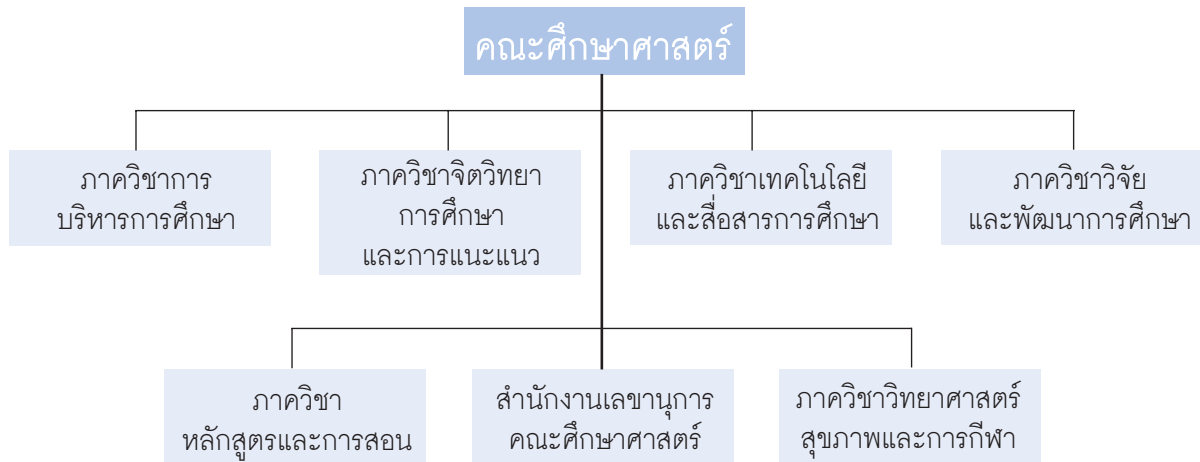 คณะศึกษาศาสตร์
ภาควิชาการ
บริหารการศึกษา
ภาควิชาจิตวิทยา
การศึกษา
และการแนะแนว
ภาควิชาเทคโนโลยี
และสื่อสารการศึกษา
ภาควิชาวิจัย
และพัฒนาการศึกษา
ภาควิชา
หลักสูตรและการสอน
สำนักงานเลขานุการ
คณะศึกษาศาสตร์
ภาควิชาวิทยาศาสตร์
สุขภาพและการกีฬา